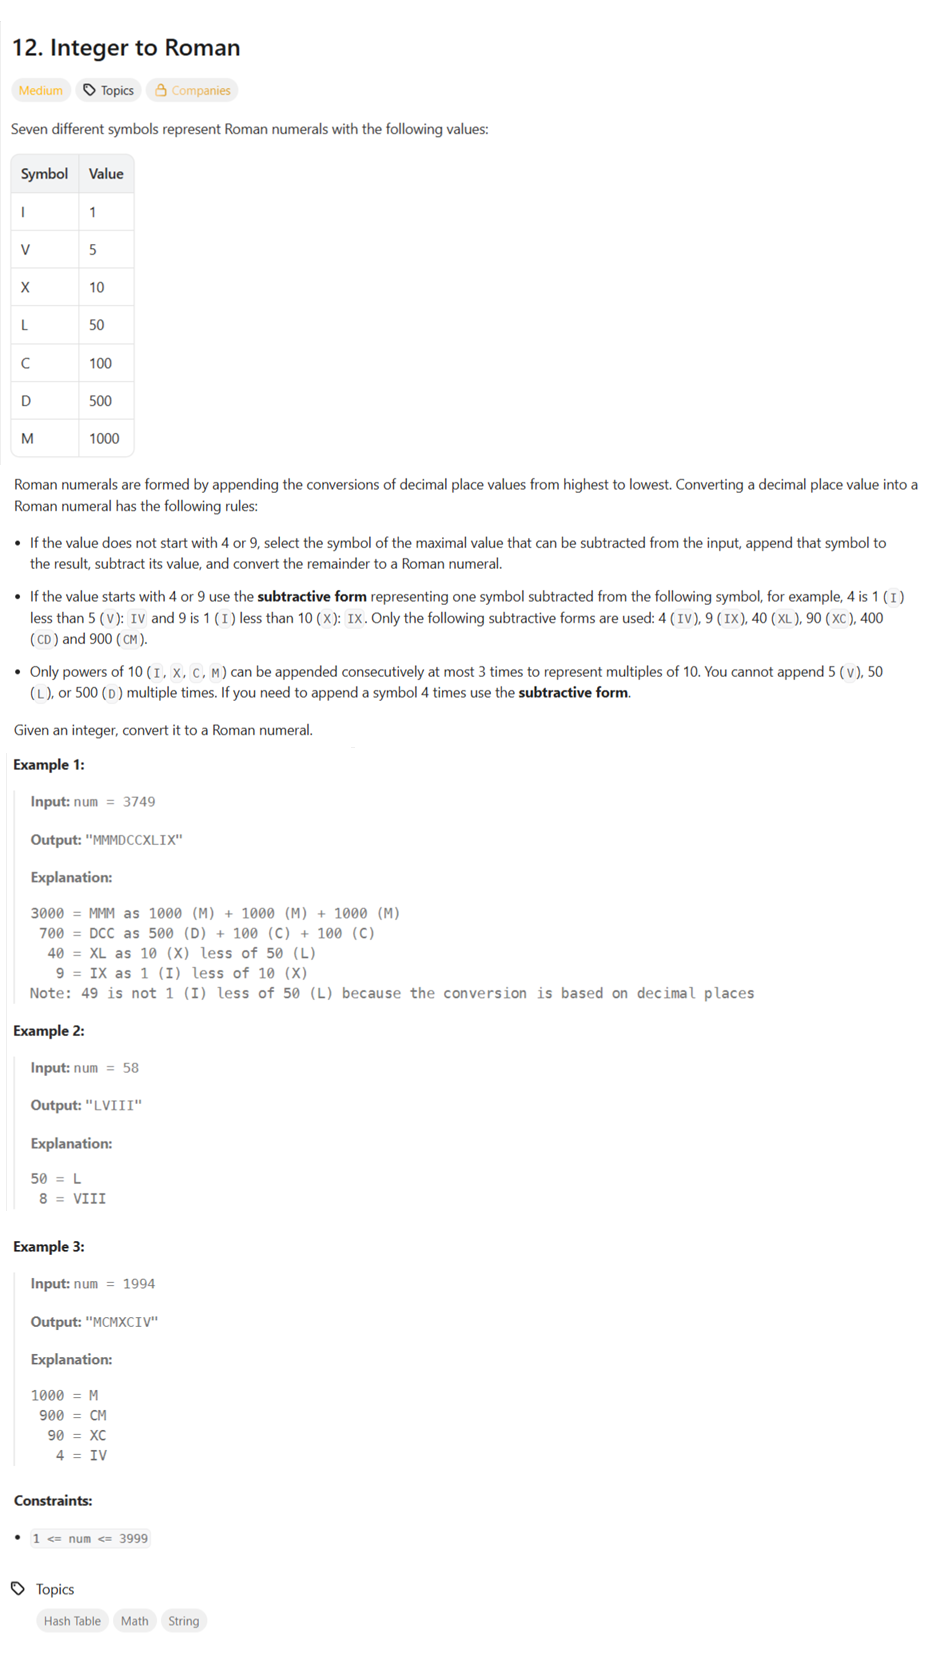 12. Integer to Roman
Medium Topics Companies
Seven different symbols represent Roman numerals with the following values:
Symbol Value
I 1
V 5
X 10
L 50
C 100
D 500
M 1000
Roman numerals are formed by appending the conversions of decimal place values from highest to lowest. Converting a decimal place value into a
Roman numeral has the following rules:
• If the value does not start with 4 or 9, select the symbol of the maximal value that can be subtracted from the input, append that symbol to
the result, subtract its value, and convert the remainder to a Roman numeral.
• If the value starts with 4 or 9 use the subtractive form representing one symbol subtracted from the following symbol, for example, 4 is 1 (I)
less than 5 (V): IV and 9 is 1 (I) less than 10 (X): IX. Only the following subtractive forms are used: 4 (IV), 9 (IX), 40 (XL), 90 (XC), 400
(CD) and 900 (CM).
• Only powers of 10 (I, X, C, M) can be appended consecutively at most 3 times to represent multiples of 10. You cannot append 5 (V), 50
(L), or 500 (D) multiple times. If you need to append a symbol 4 times use the subtractive form.
Given an integer, convert it to a Roman numeral.
Example 1:
Input: num = 3749
Output: "MMMDCCXLIX"
Explanation:
3000 = MMM as 1000 (M) + 1000 (M) + 1000 (M)
700 = DCC as 500 (D) + 100 (C) + 100 (C)
40 = XL as 10 (X) less of 50 (L)
9 = IX as 1 (I) less of 10 (X)
Note: 49 is not 1 (I) less of 50 (L) because the conversion is based on decimal places
Example 2:
Input: num = 58
Output: "LVIII"
Explanation:
50 = L
8 = VIII
Example 3:
Input: num = 1994
Output: "MCMXCIV"
Explanation:
1000 = M
900 = CM
90 = XC
4 = IV
Constraints:
• 1 <= num <= 3999
Topics
Hash Table Math String